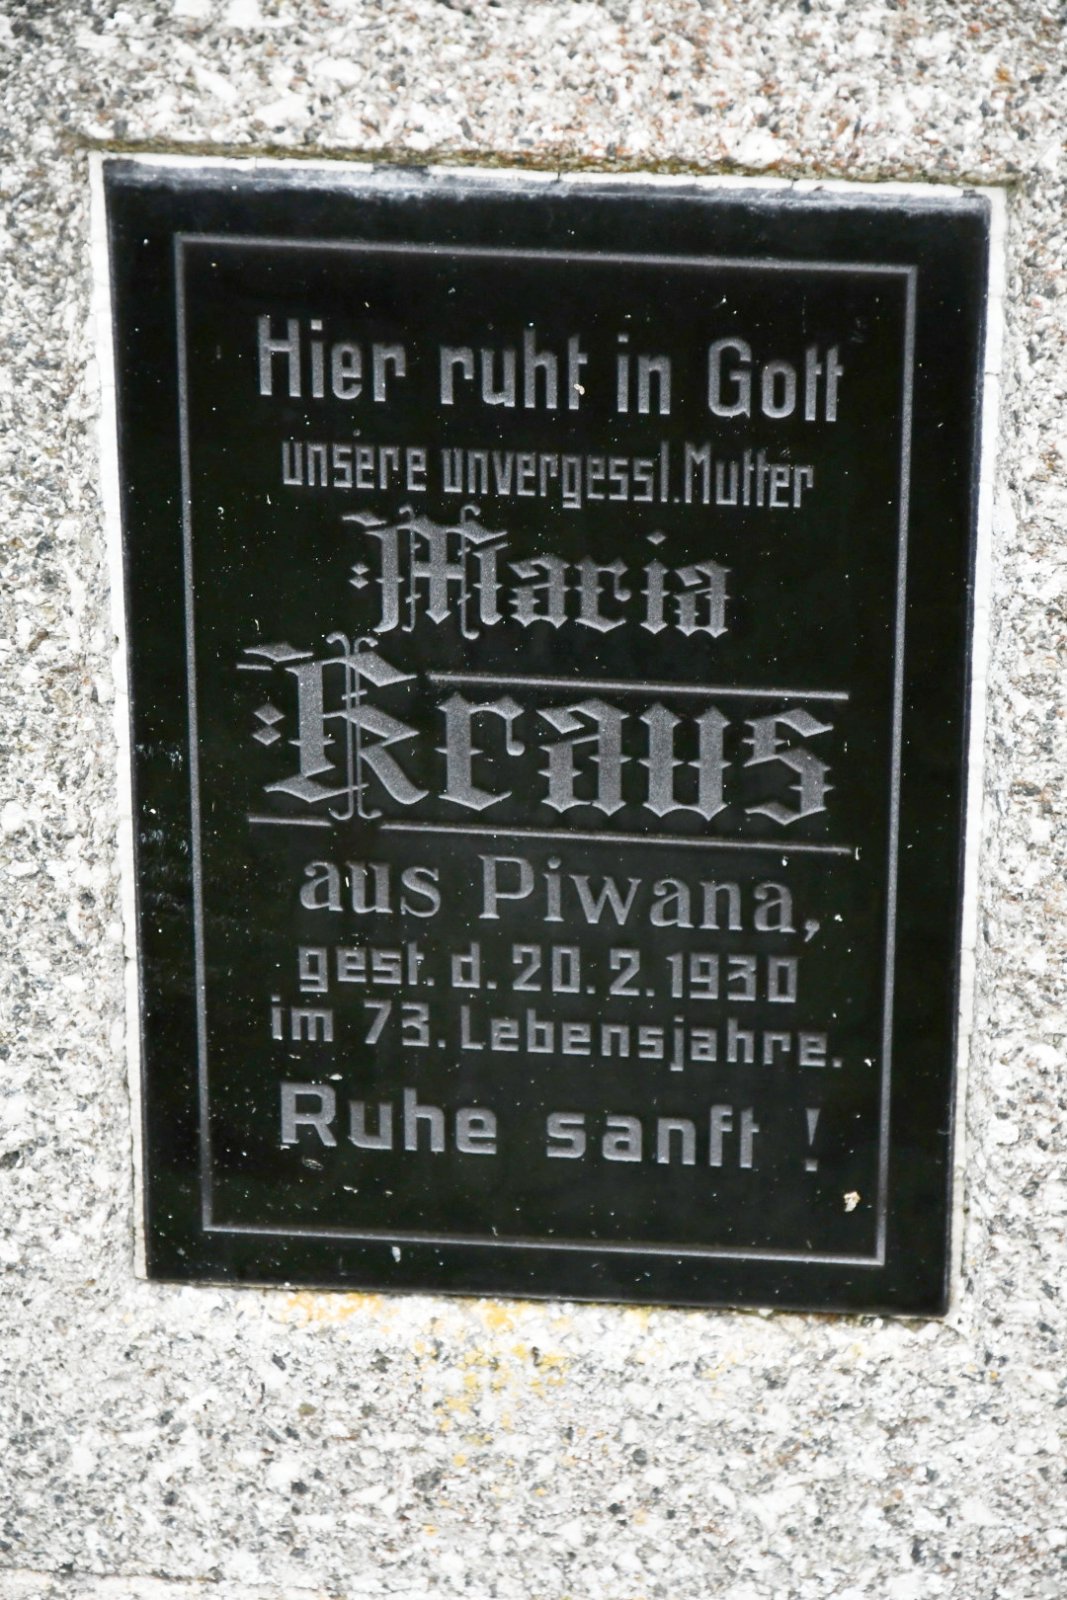 Hier ruht in Gott
unsere unvergessl. Mutter
Maria
Kraus
aus Piwana,
gest. d. 20. 2. 1930
im 73. Lebensjahre.
Ruhe sanft !